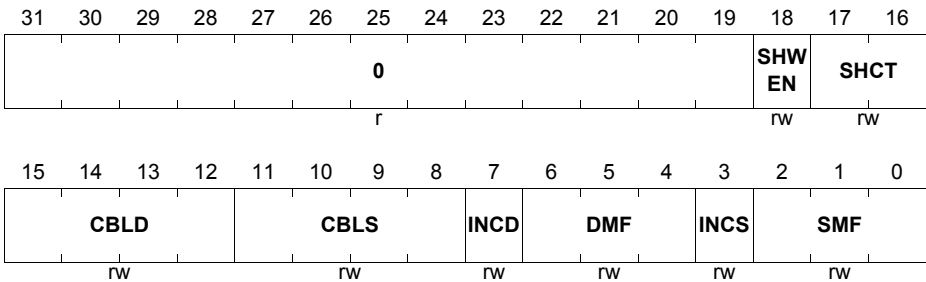 31 30 29 28 27 26 25 24 23 22 21 20 19 18 17 16
0 SHW EN SHCT
r rw rw
15 14 13 12 11 10 9 8 7 6 5 4 3 2 1 0
CBLD CBLS INCD DMF INCS SMF
rw rw rw rw rw rw